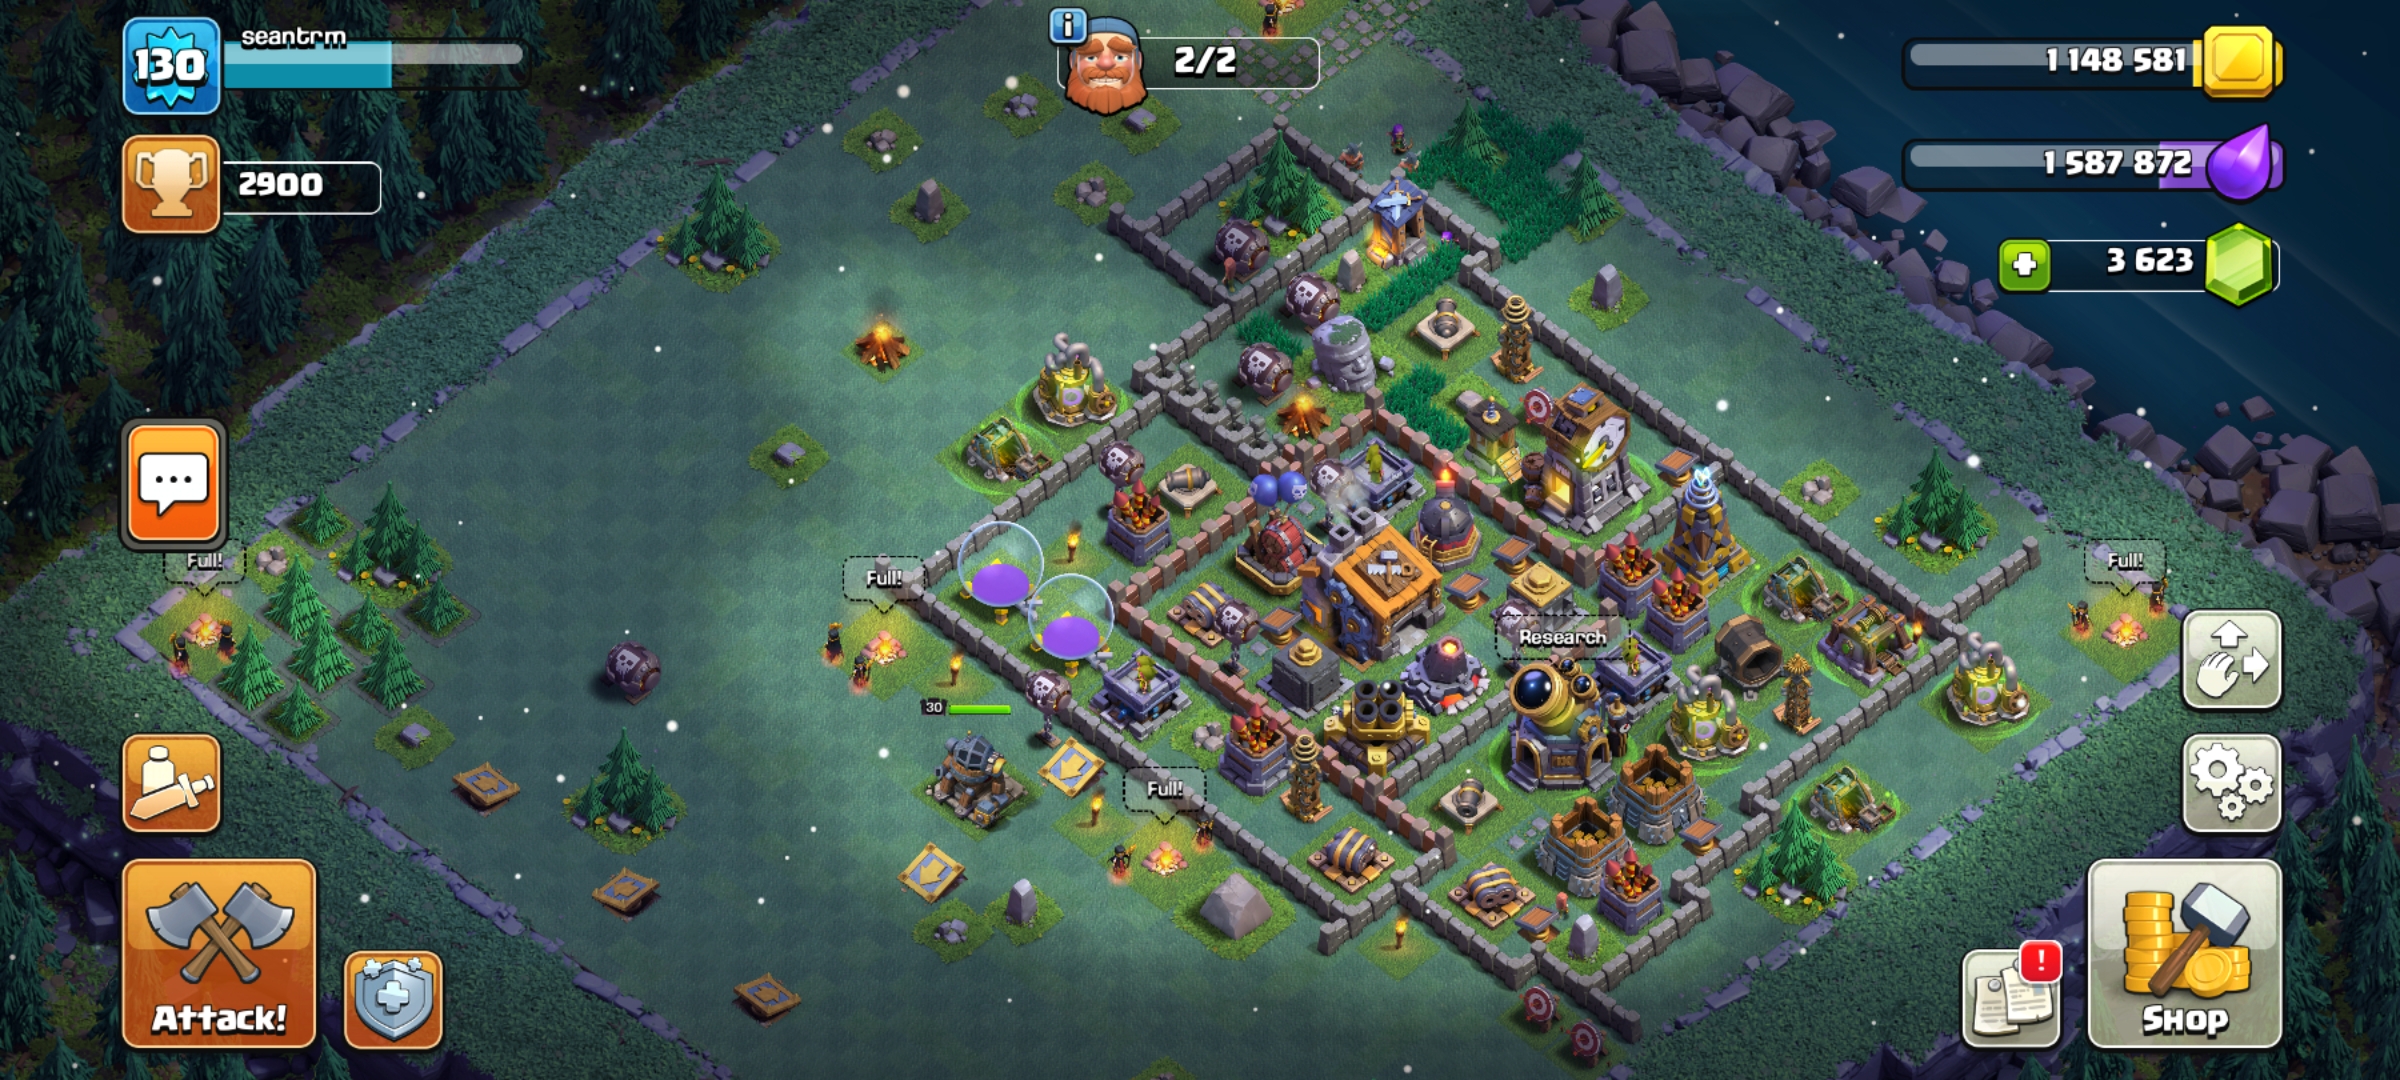 130
seantrm
2/2
1 148 581
2900
1 587 872
3 623
Full!
Full!
Full!
Research
30
Full!
Attack!
!
Shop